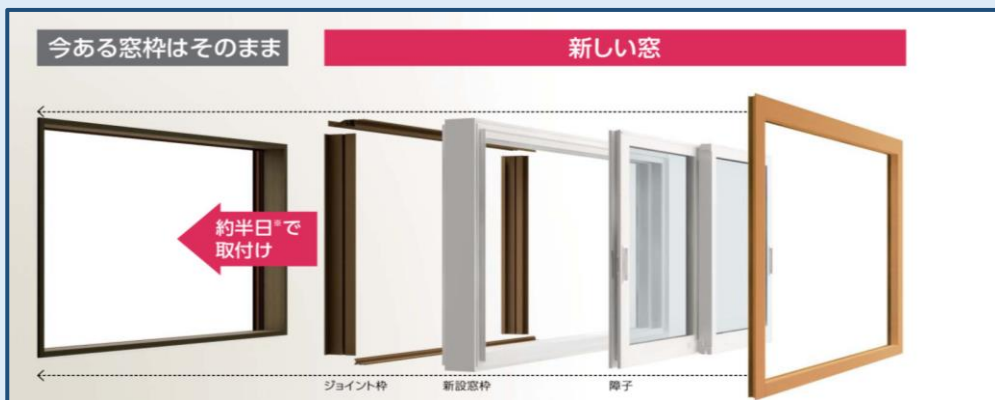 今ある窓枠はそのまま
新しい窓
約半日※で
取付け
ジョイント枠
新設窓枠
障子